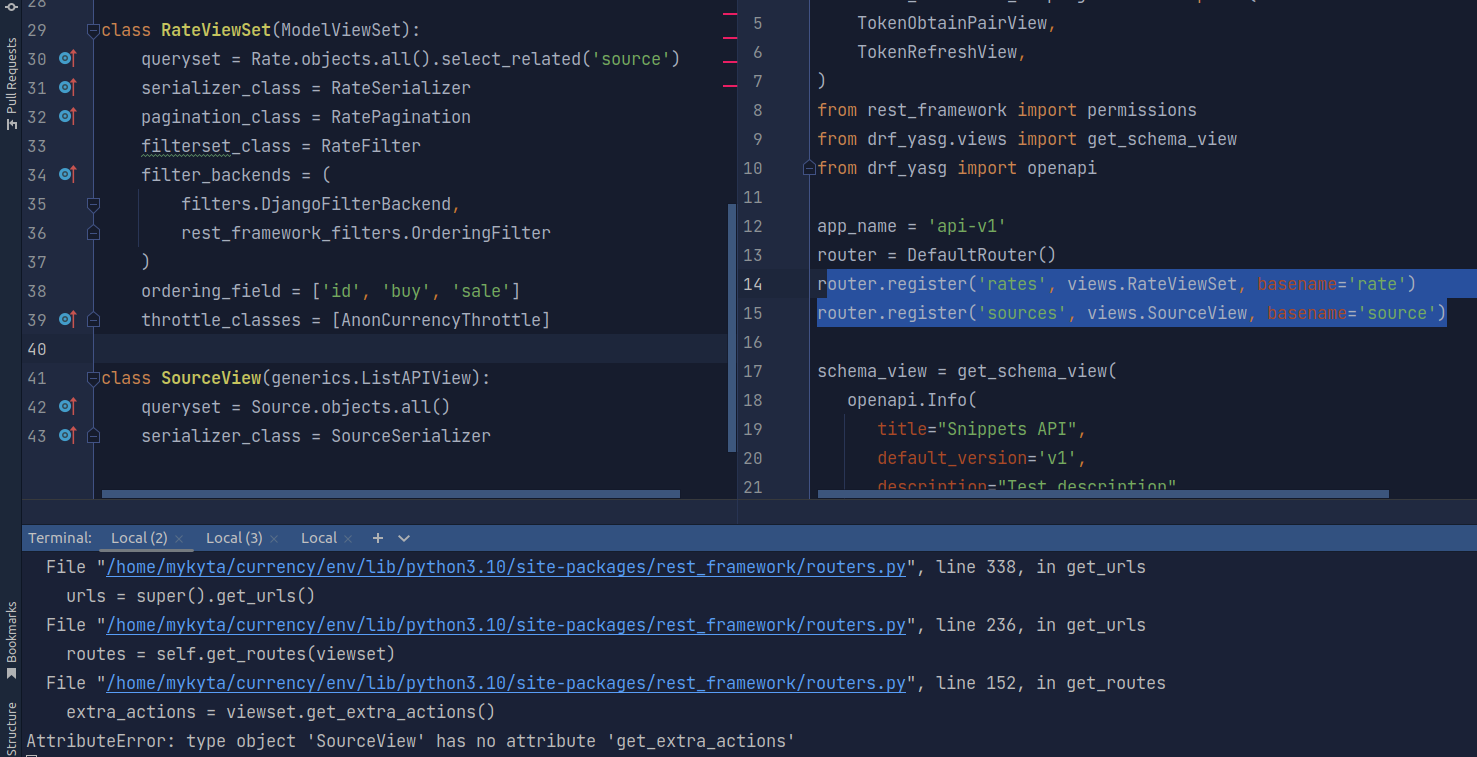 Pull Requests
28
29 class RateViewSet(ModelViewSet):
30 queryset = Rate.objects.all().select_related('source')
31 serializer_class = RateSerializer
32 pagination_class = RatePagination
33 filterset_class = RateFilter
34 filter_backends = (
35 filters.DjangoFilterBackend,
36 rest_framework_filters.OrderingFilter
37 )
38 ordering_field = ['id', 'buy', 'sale']
39 throttle_classes = [AnonCurrencyThrottle]
40
41 class SourceView(generics.ListAPIView):
42 queryset = Source.objects.all()
43 serializer_class = SourceSerializer
5 TokenObtainPairView,
6 TokenRefreshView,
7 )
8 from rest_framework import permissions
9 from drf_yasg.views import get_schema_view
10 from drf_yasg import openapi
11
12 app_name = 'api-v1'
13 router = DefaultRouter()
14 router.register('rates', views.RateViewSet, basename='rate')
15 router.register('sources', views.SourceView, basename='source')
16
17 schema_view = get_schema_view(
18 openapi.Info(
19 title="Snippets API",
20 default_version='v1',
21 description="Test description"
Terminal: Local (2) × Local (3) × Local × +
File "/home/mykyta/currency/env/lib/python3.10/site-packages/rest_framework/routers.py", line 338, in get_urls
urls = super().get_urls()
File "/home/mykyta/currency/env/lib/python3.10/site-packages/rest_framework/routers.py", line 236, in get_urls
routes = self.get_routes(viewset)
File "/home/mykyta/currency/env/lib/python3.10/site-packages/rest_framework/routers.py", line 152, in get_routes
extra_actions = viewset.get_extra_actions()
AttributeError: type object 'SourceView' has no attribute 'get_extra_actions'
Bookmarks
Structure